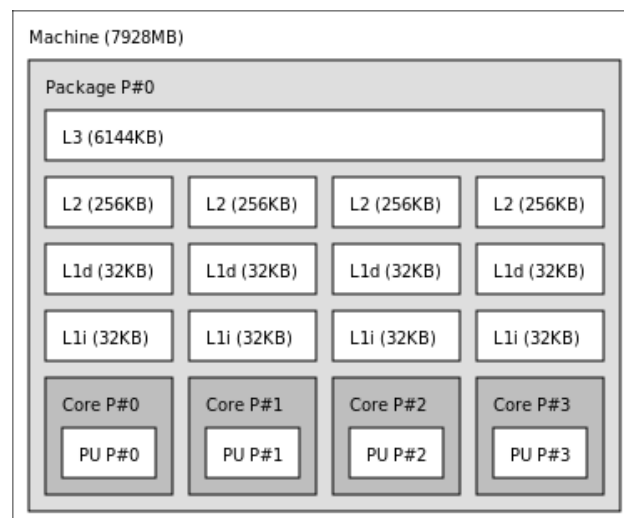 Machine (7928MB)
Package P#0
L3 (6144KB)
L2 (256KB) L2 (256KB) L2 (256KB) L2 (256KB)
L1d (32KB) L1d (32KB) L1d (32KB) L1d (32KB)
L1i (32KB) L1i (32KB) L1i (32KB) L1i (32KB)
Core P#0 Core P#1 Core P#2 Core P#3
PU P#0 PU P#1 PU P#2 PU P#3